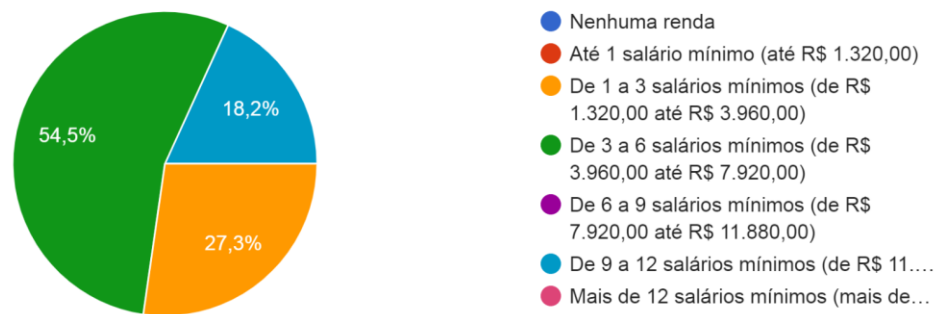 54,5%
18,2%
27,3%
Nenhuma renda
Até 1 salário mínimo (até R$ 1.320,00)
De 1 a 3 salários mínimos (de R$
1.320,00 até R$ 3.960,00)
De 3 a 6 salários mínimos (de R$
3.960,00 até R$ 7.920,00)
De 6 a 9 salários mínimos (de R$
7.920,00 até R$ 11.880,00)
De 9 a 12 salários mínimos (de R$ 11.…
Mais de 12 salários mínimos (mais de…